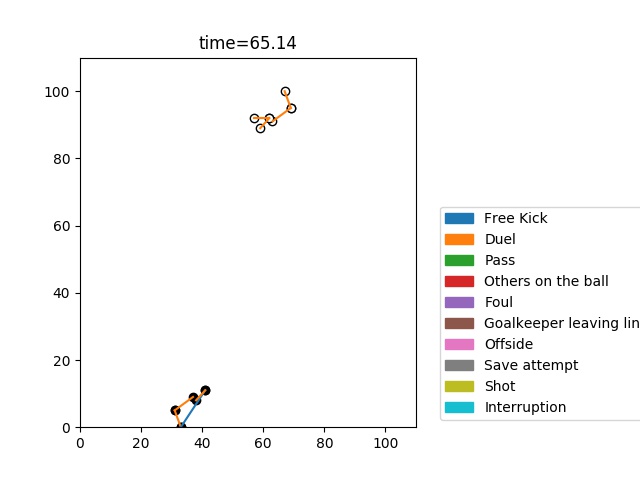 time=65.14
100
80
60
40
20
0
0 20 40 60 80 100
Free Kick
Duel
Pass
Others on the ball
Foul
Goalkeeper leaving lin
Offside
Save attempt
Shot
Interruption